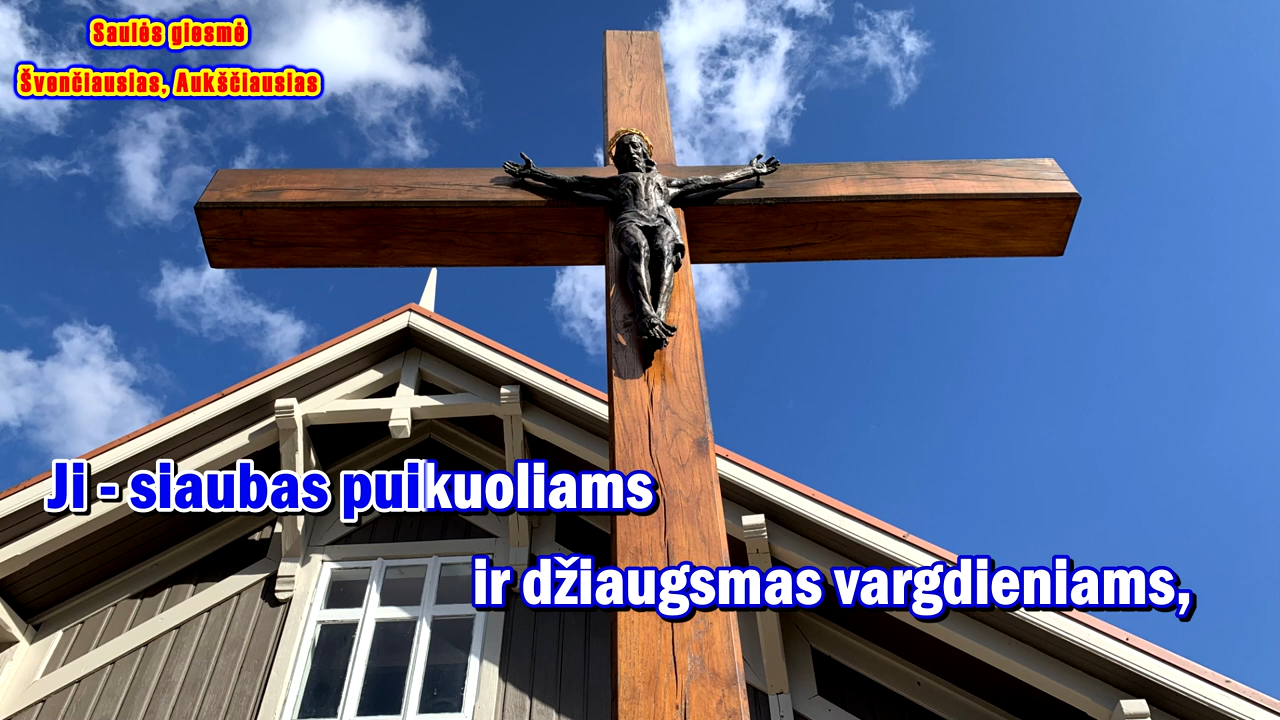 Saulės giesmė
Švenčiausias, Aukščiausias
Ji - siaubas puikuoliams
ir džiaugsmas vargdieniams,